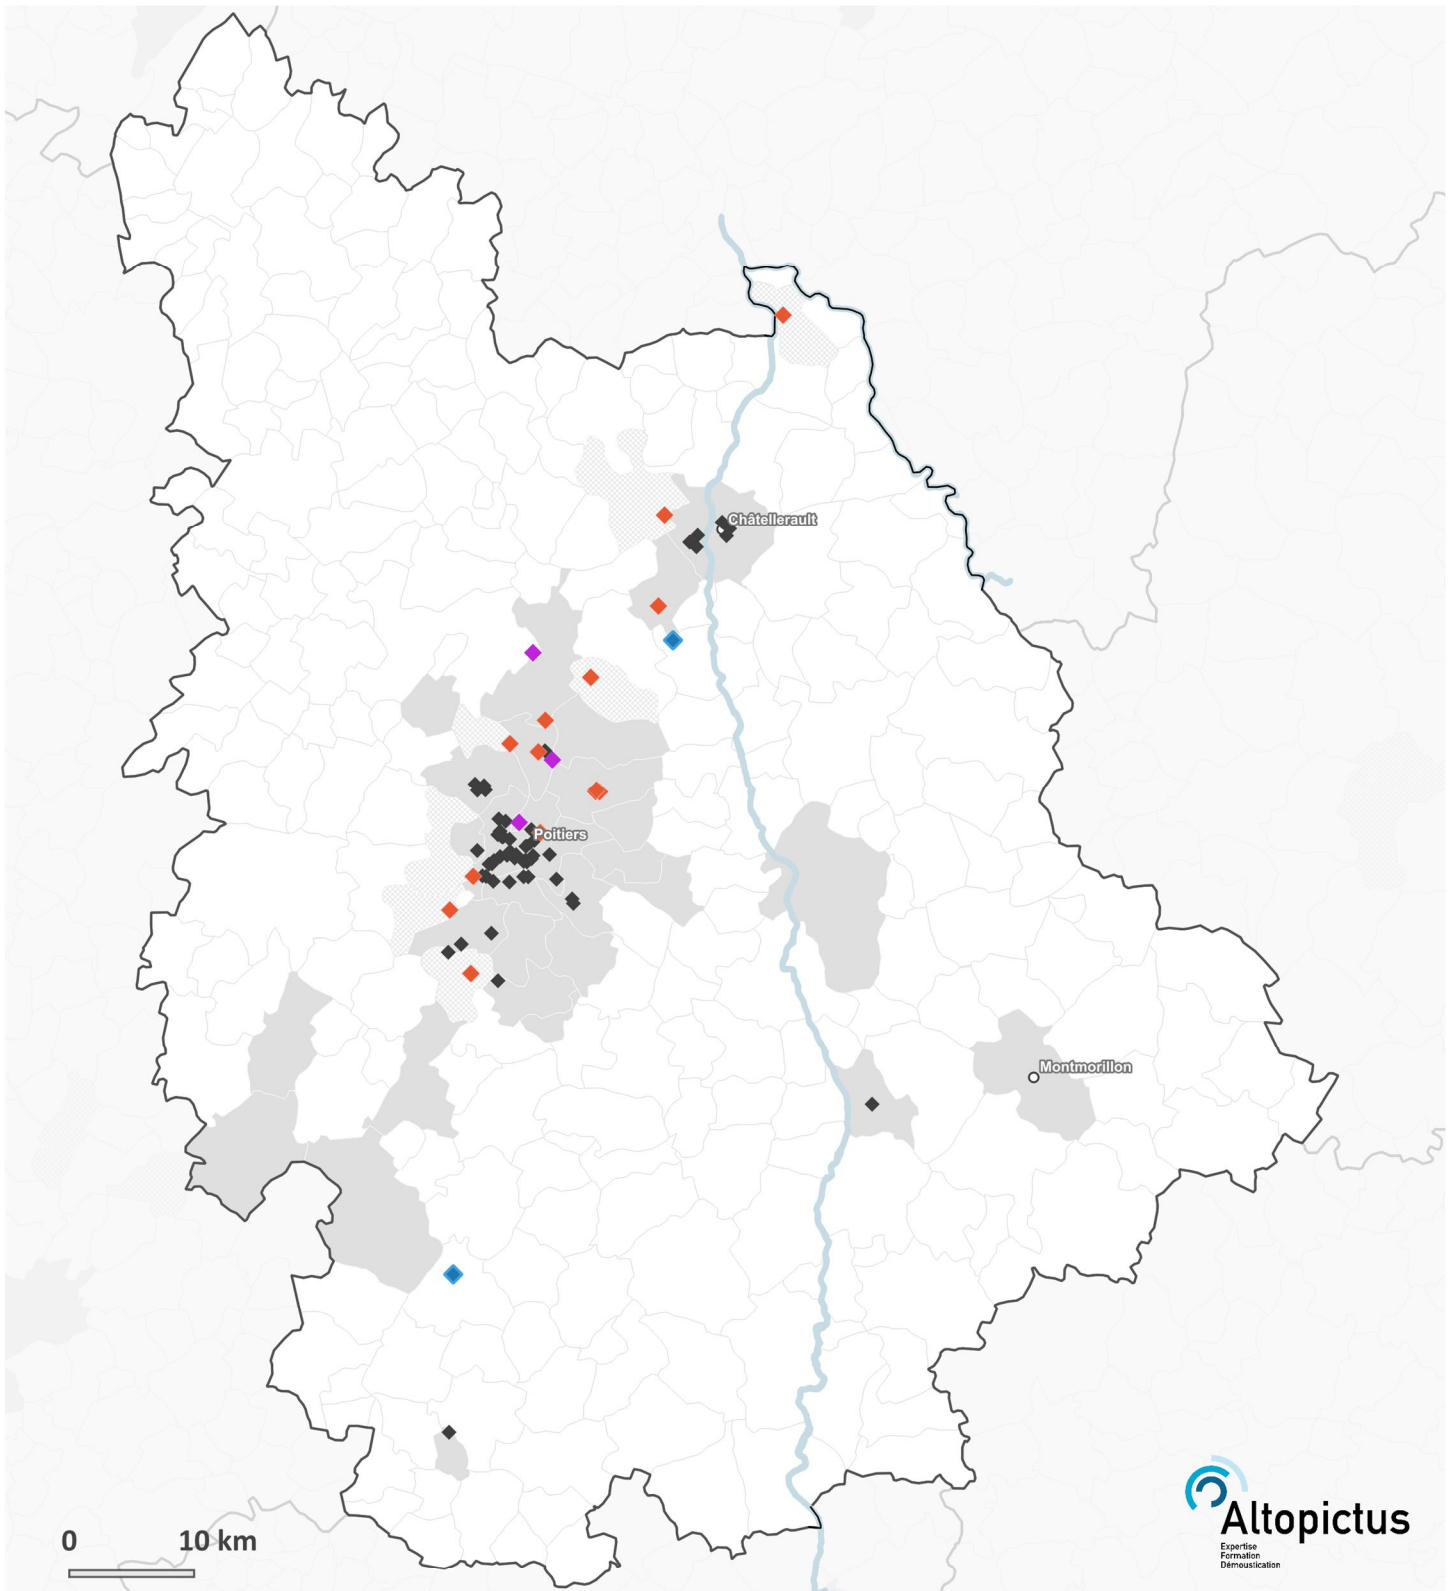 Châtellerault
Poitiers
Montmorillon
0 10 km
Altopictus
Expertise
Formation
Démoustication